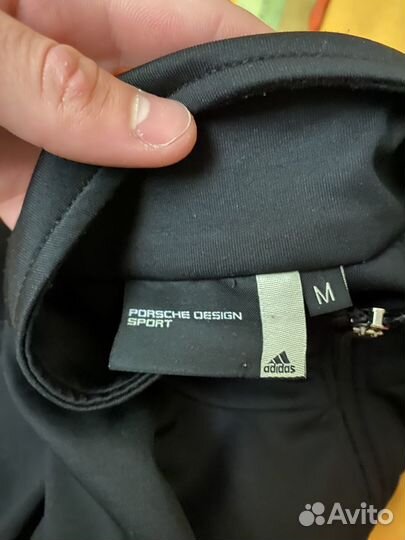 PORSCHE DESIGN
SPORT
adidas
M
Avito